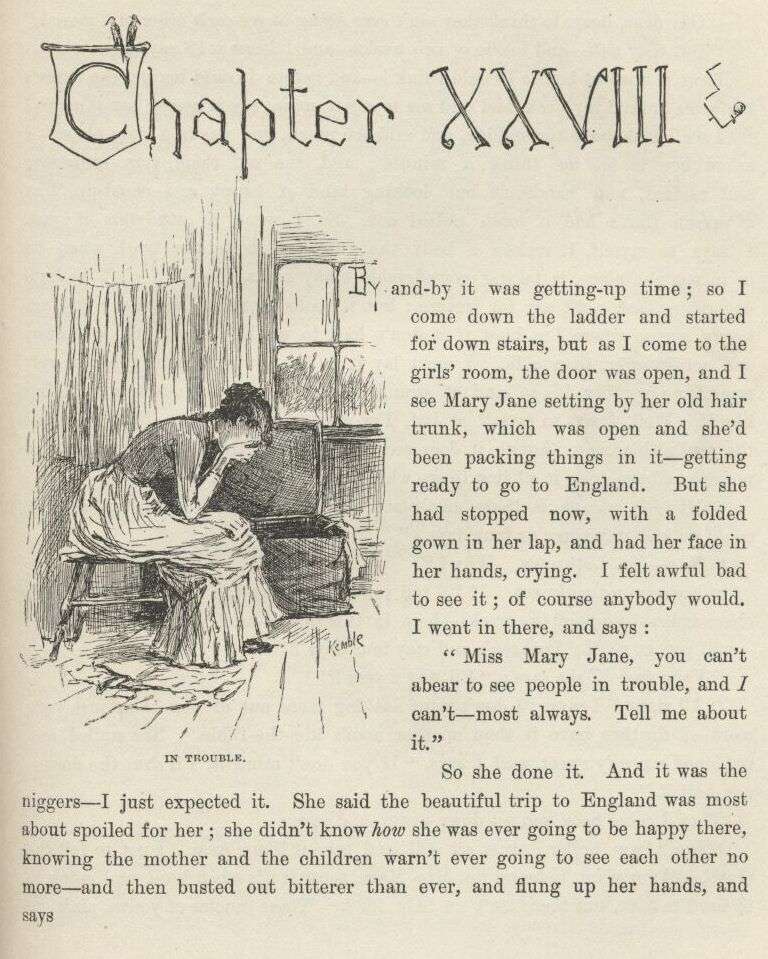 Chapter XXVIII
By-and-by it was getting-up time; so I
come down the ladder and started
for down stairs, but as I come to the
girls' room, the door was open, and I
see Mary Jane setting by her old hair
trunk, which was open and she'd
been packing things in it—getting
ready to go to England. But she
had stopped now, with a folded
gown in her lap, and had her face in
her hands, crying. I felt awful bad
to see it; of course anybody would.
I went in there, and says:
"Miss Mary Jane, you can't
abear to see people in trouble, and I
can't—most always. Tell me about
it."
Kemble
IN TROUBLE.
So she done it. And it was the
niggers—I just expected it. She said the beautiful trip to England was most
about spoiled for her; she didn't know how she was ever going to be happy there,
knowing the mother and the children warn't ever going to see each other no
more—and then busted out bitterer than ever, and flung up her hands, and
says